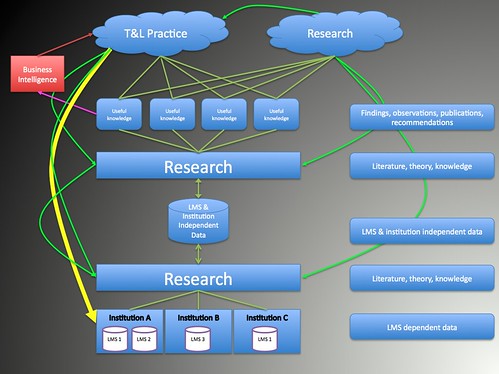 T&L Practice
Research
Business
Intelligence
Useful
knowledge
Useful
knowledge
Useful
knowledge
Useful
knowledge
Findings, observations, publications,
recommendations
Research
Literature, theory, knowledge
LMS &
Institution
Independent
Data
LMS & institution independent data
Research
Literature, theory, knowledge
Institution A
Institution B
Institution C
LMS 1
LMS 2
LMS 3
LMS 1
LMS dependent data